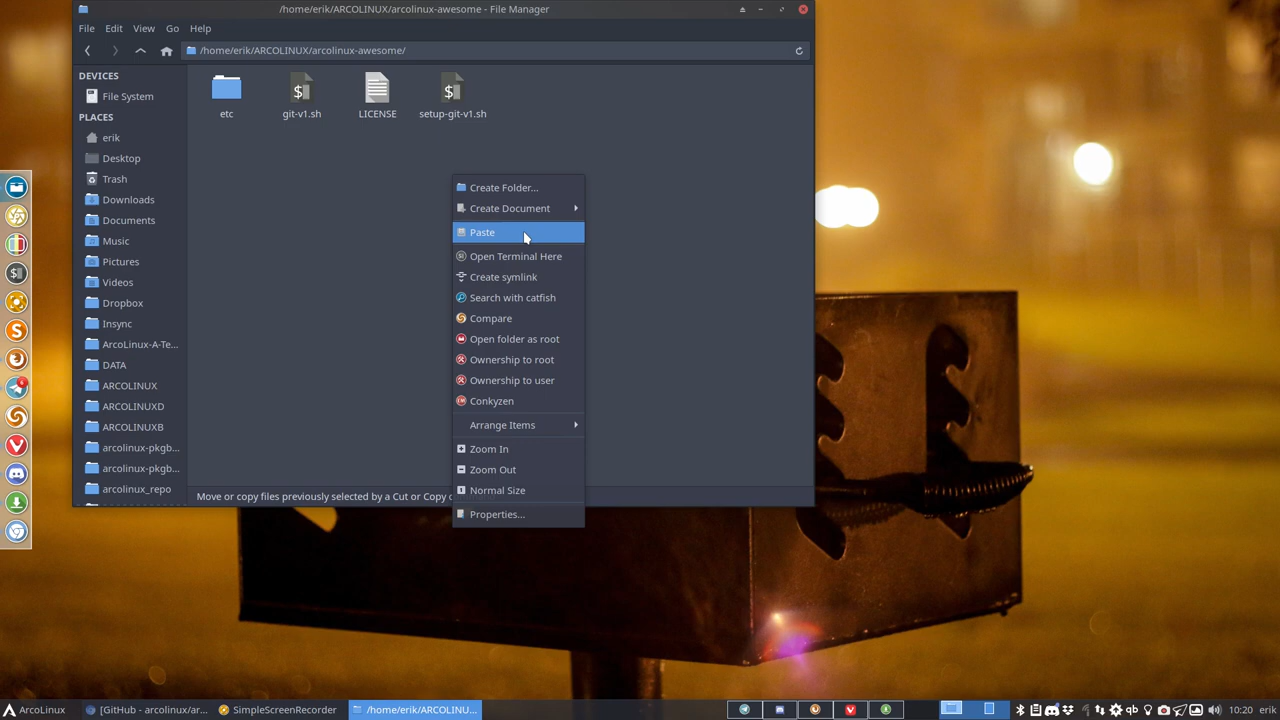 /home/erik/ARCOLINUX/arcolinux-awesome - File Manager
File Edit View Go Help
/home/erik/ARCOLINUX/arcolinux-awesome/
DEVICES
File System
PLACES
erik
Desktop
Trash
Downloads
Documents
Music
Pictures
Videos
Dropbox
Insync
ArcoLinux-A-Te...
DATA
ARCOLINUX
ARCOLINUXD
ARCOLINUXB
arcolinux-pkgb...
arcolinux-pkgb...
arcolinux_repo
etc
git-v1.sh
LICENSE
setup-git-v1.sh
Create Folder...
Create Document
Paste
Open Terminal Here
Create symlink
Search with catfish
Compare
Open folder as root
Ownership to root
Ownership to user
Conkyzen
Arrange Items
Zoom In
Zoom Out
Normal Size
Properties...
Move or copy files previously selected by a Cut or Copy
ArcoLinux
[GitHub - arcolinux/ar...
SimpleScreenRecorder
/home/erik/ARCOLINU...
qb
10:20
erik